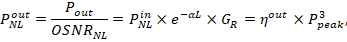 P_{NL}^{out} = \frac{P_{out}}{OSNR_{NL}} = P_{NL}^{in} * e^{-αL} * G_R = η^{out} * P_{peak}^{3},